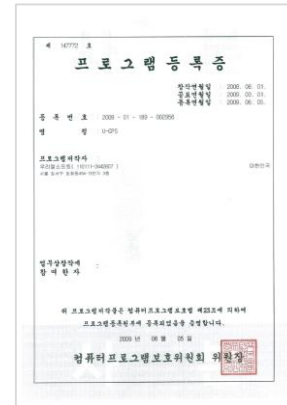 제 167772 호
프로그램등록증
창작연월일 : 2009. 06. 01.
공표연월일 : 2009. 03. 01.
등록연월일 : 2009. 06. 05.
등 록 번 호 2009 - 01 - 189 - 002956
명 칭 U-GPS
프로그램저작자
대한민국
업무상창작에
참 여 한 자 :
위 프로그램저작물은 컴퓨터프로그램보호법 제23조에 의하여
프로그램등록원부에 등록되었음을 증명합니다.
2009 년 06 월 05 일
컴퓨터프로그램보호위원회 위원장